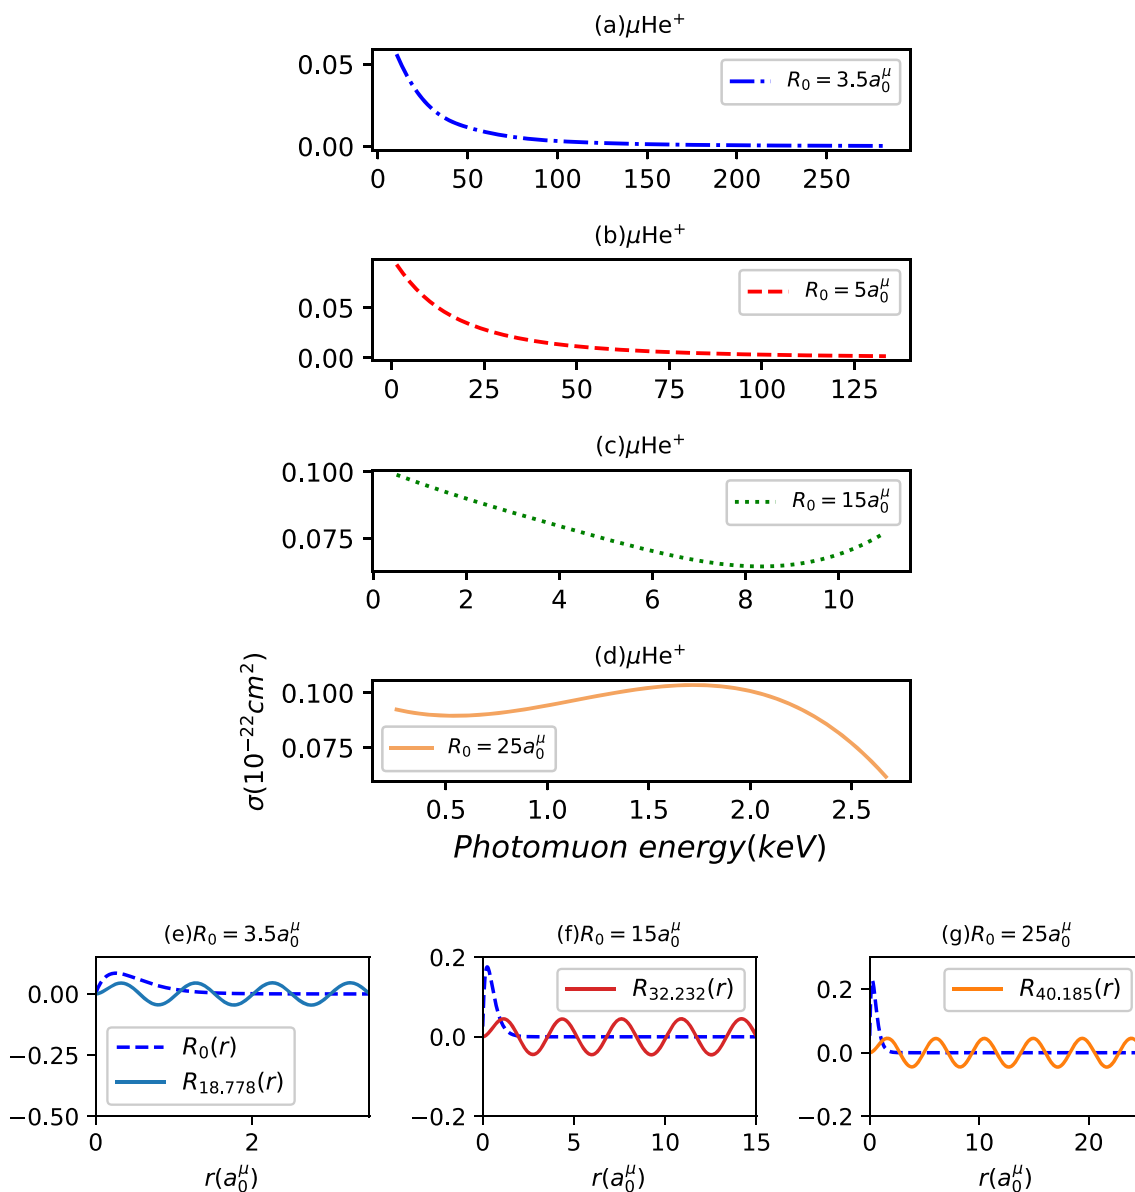 (a)μHe⁺
R₀ = 3.5a₀^μ
0.05
0.00
0 50 100 150 200 250
(b)μHe⁺
R₀ = 5a₀^μ
0.05
0.00
0 25 50 75 100 125
(c)μHe⁺
R₀ = 15a₀^μ
0.100
0.075
0 2 4 6 8 10
(d)μHe⁺
R₀ = 25a₀^μ
0.100
0.075
σ(10⁻²²cm²)
0.5 1.0 1.5 2.0 2.5
Photomuon energy(keV)
(e)R₀ = 3.5a₀^μ
0.00
−0.25
−0.50
R₀(r)
R₁₈.₇₇₈(r)
0 2
r(a₀^μ)
(f)R₀ = 15a₀^μ
0.2
0.0
−0.2
R₃₂.₂₃₂(r)
0 5 10 15
r(a₀^μ)
(g)R₀ = 25a₀^μ
0.2
0.0
−0.2
R₄₀.₁₈₅(r)
0 10 20
r(a₀^μ)